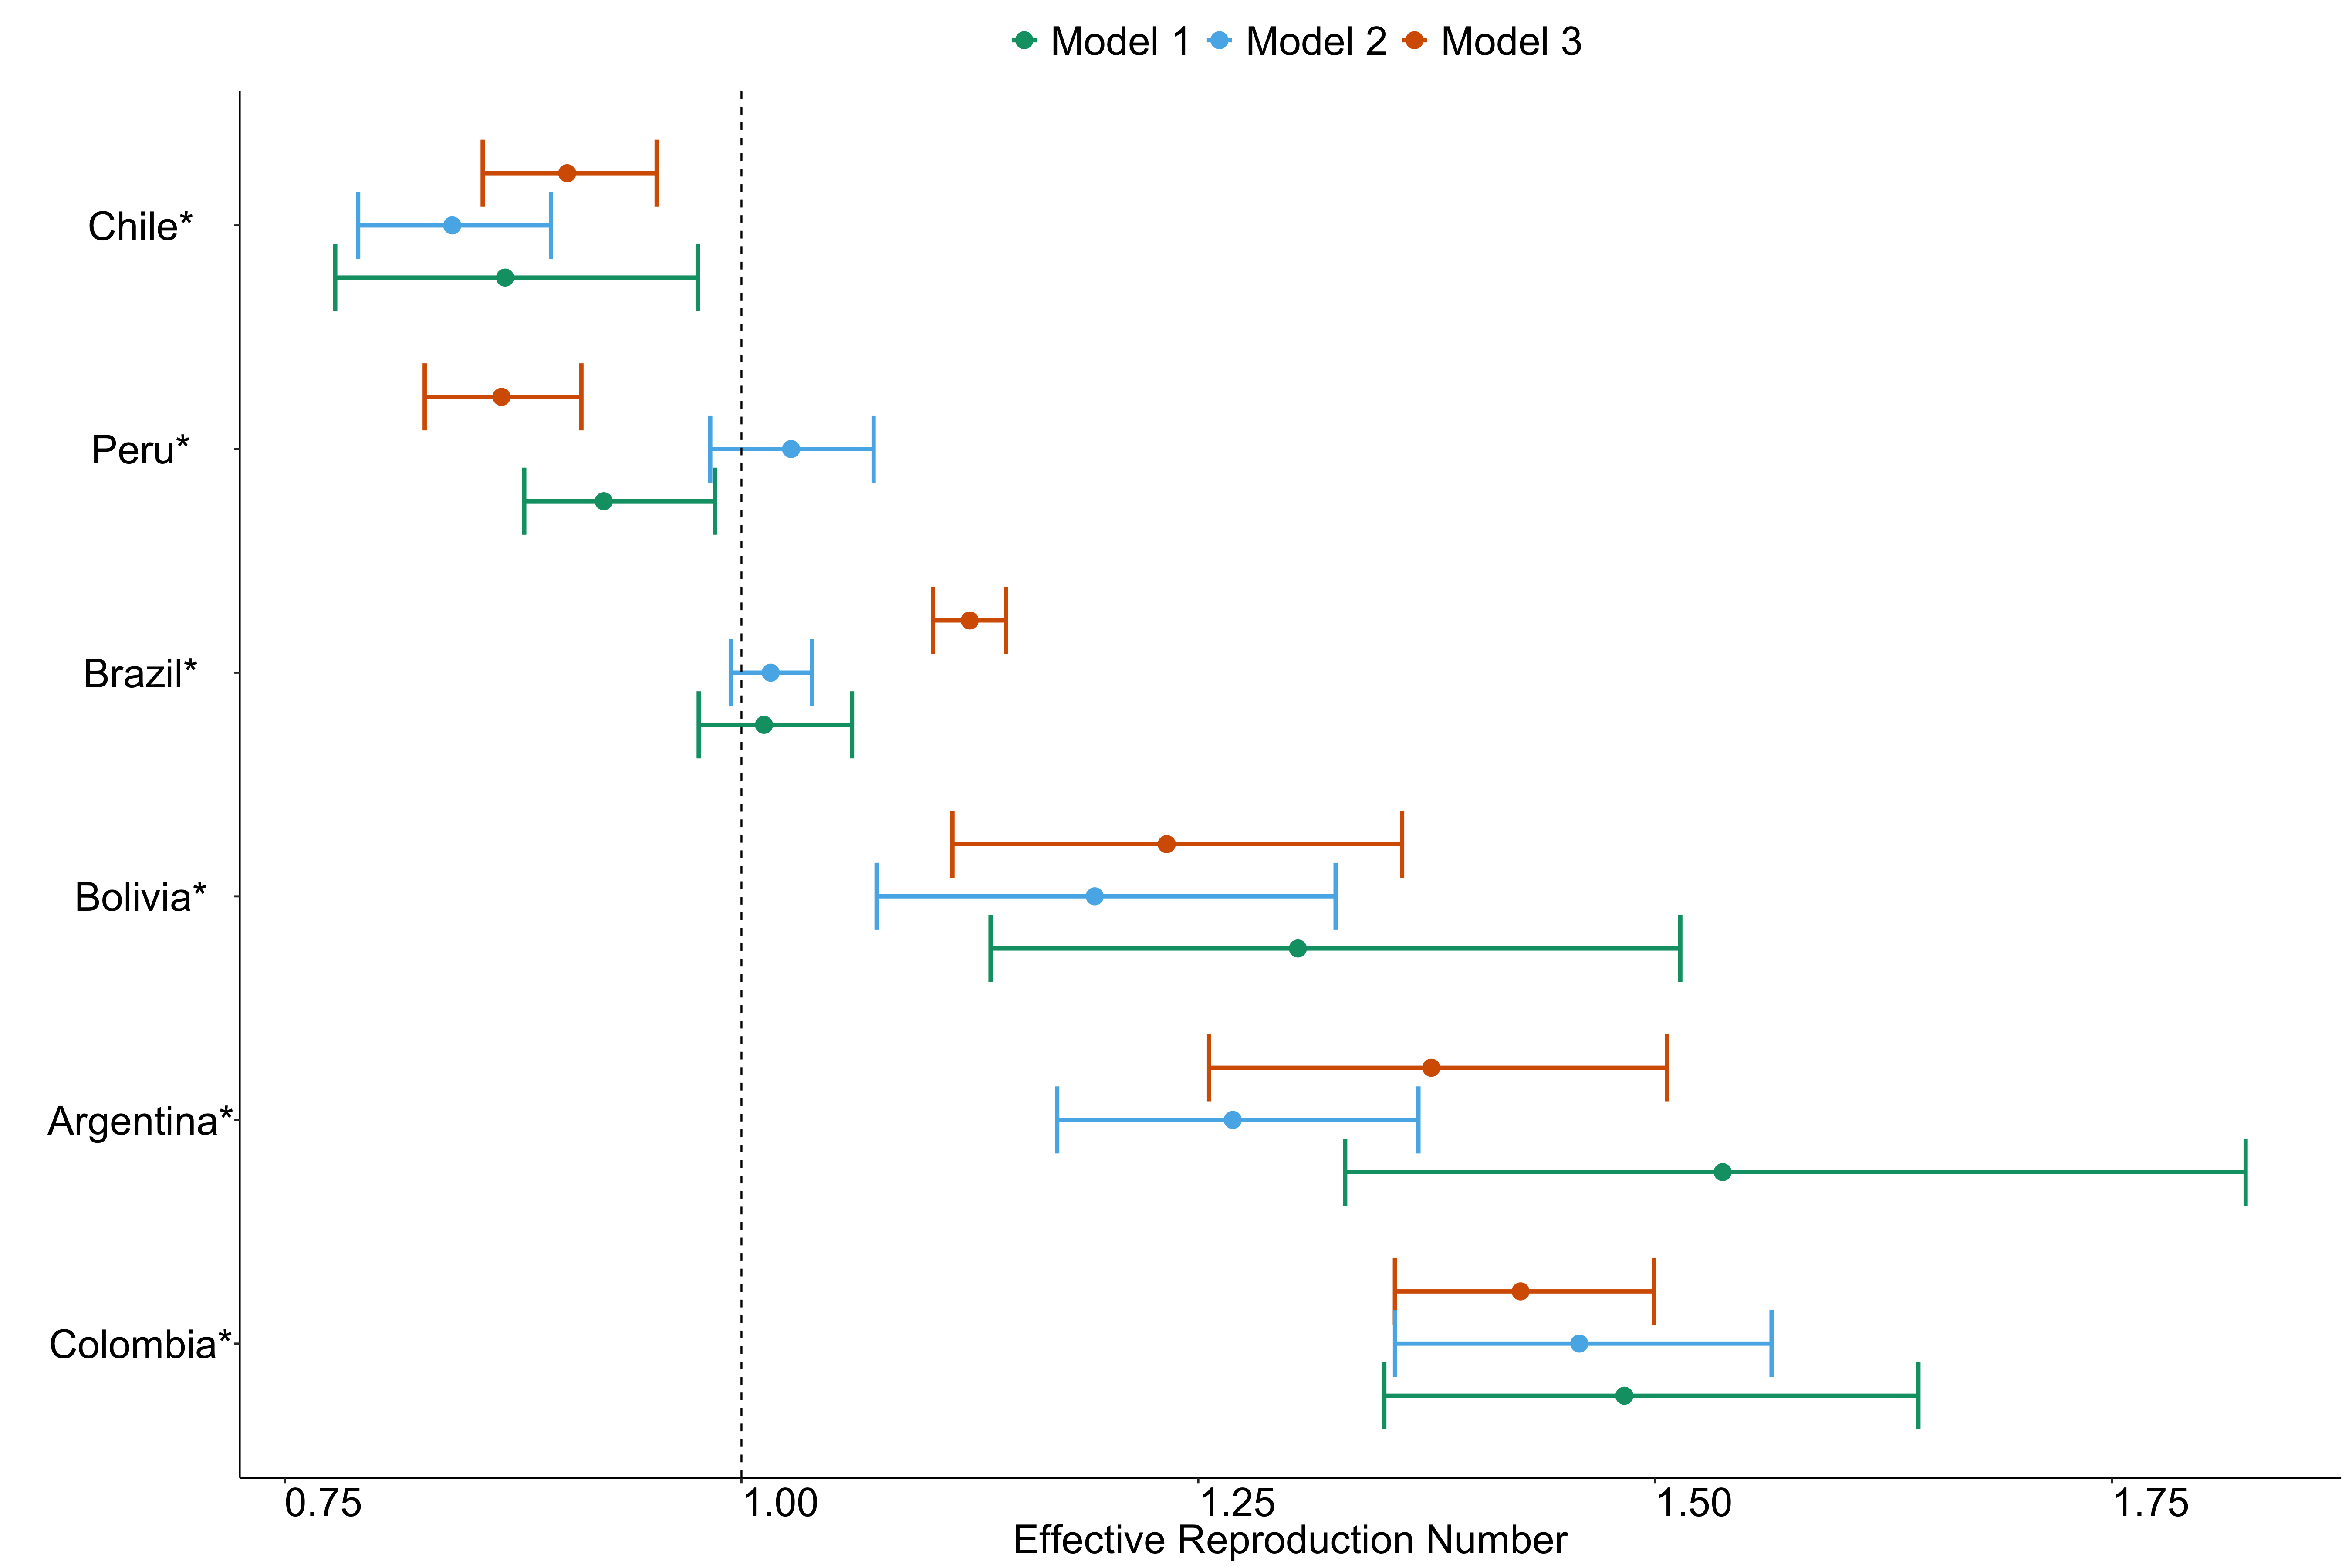 Model 1 Model 2 Model 3
Chile*
Peru*
Brazil*
Bolivia*
Argentina*
Colombia*
0.75 1.00 1.25 1.50 1.75
Effective Reproduction Number